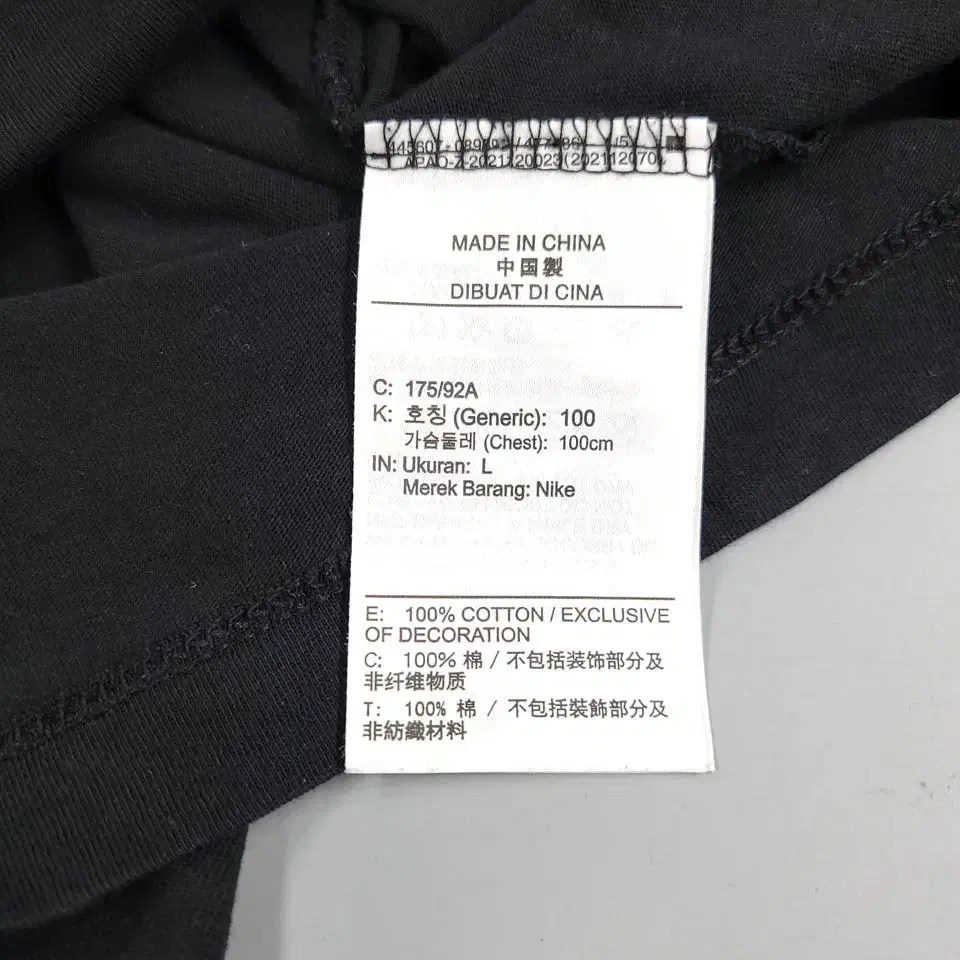 MADE IN CHINA
中国製
DIBUAT DI CINA
C: 175/92A
K: 호칭 (Generic): 100
가슴둘레 (Chest): 100cm
IN: Ukuran: L
Merek Barang: Nike
E: 100% COTTON / EXCLUSIVE
OF DECORATION
C: 100% 棉 / 不包括装饰部分及
非纤维物质
T: 100% 棉 / 不包括裝飾部分及
非紡織材料